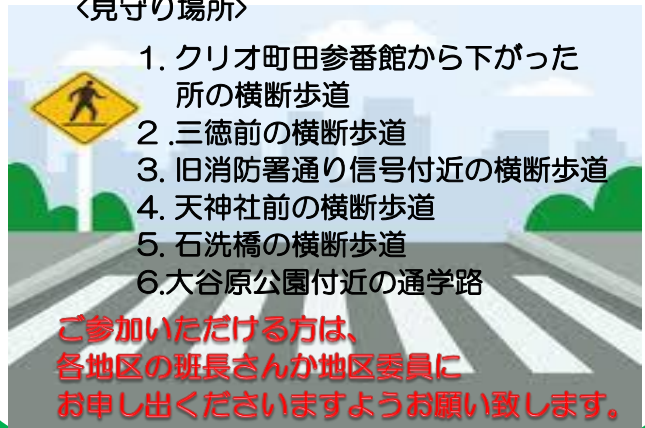 <見守り場所>
1. クリオ町田参番館から下がった
所の横断歩道
2 .三徳前の横断歩道
3. 旧消防署通り信号付近の横断歩道
4. 天神社前の横断歩道
5. 石洗橋の横断歩道
6.大谷原公園付近の通学路
ご参加いただける方は、
各地区の班長さんか地区委員に
お申し出くださいますようお願い致します。